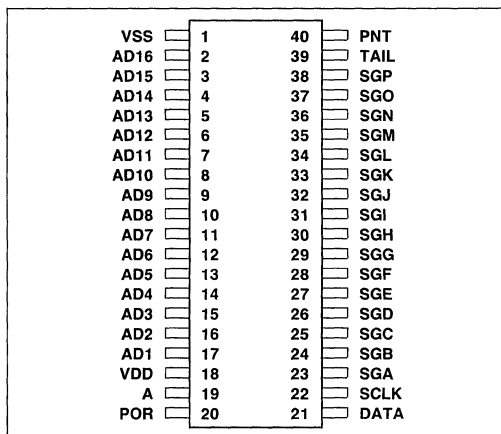 VSS 1 40 PNT
AD16 2 39 TAIL
AD15 3 38 SGP
AD14 4 37 SGO
AD13 5 36 SGN
AD12 6 35 SGM
AD11 7 34 SGL
AD10 8 33 SGK
AD9 9 32 SGJ
AD8 10 31 SGI
AD7 11 30 SGH
AD6 12 29 SGG
AD5 13 28 SGF
AD4 14 27 SGE
AD3 15 26 SGD
AD2 16 25 SGC
AD1 17 24 SGB
VDD 18 23 SGA
A 19 22 SCLK
POR 20 21 DATA